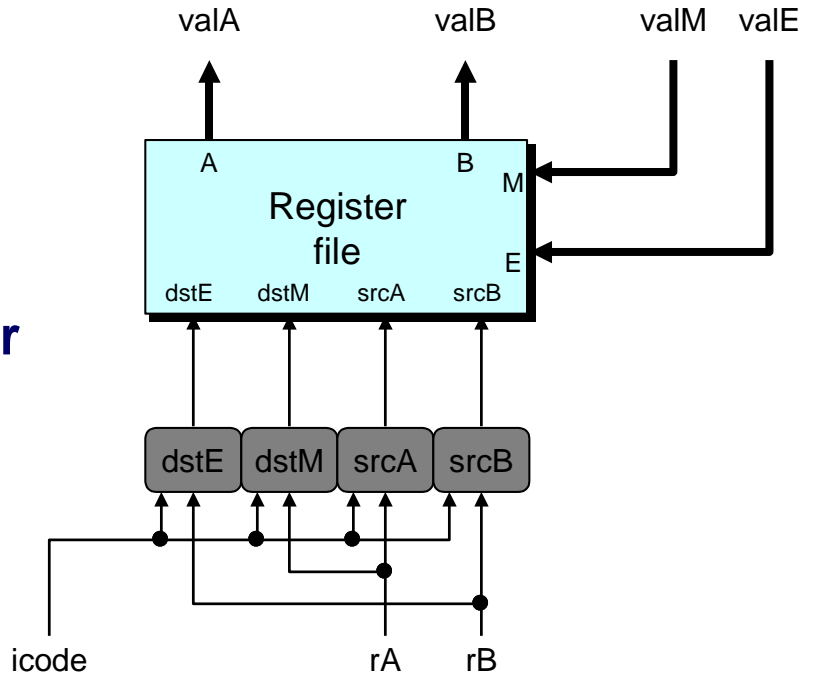 valA valB valM valE
A B
M
Register
file
E
dstE dstM srcA srcB
r
dstE dstM srcA srcB
icode rA rB